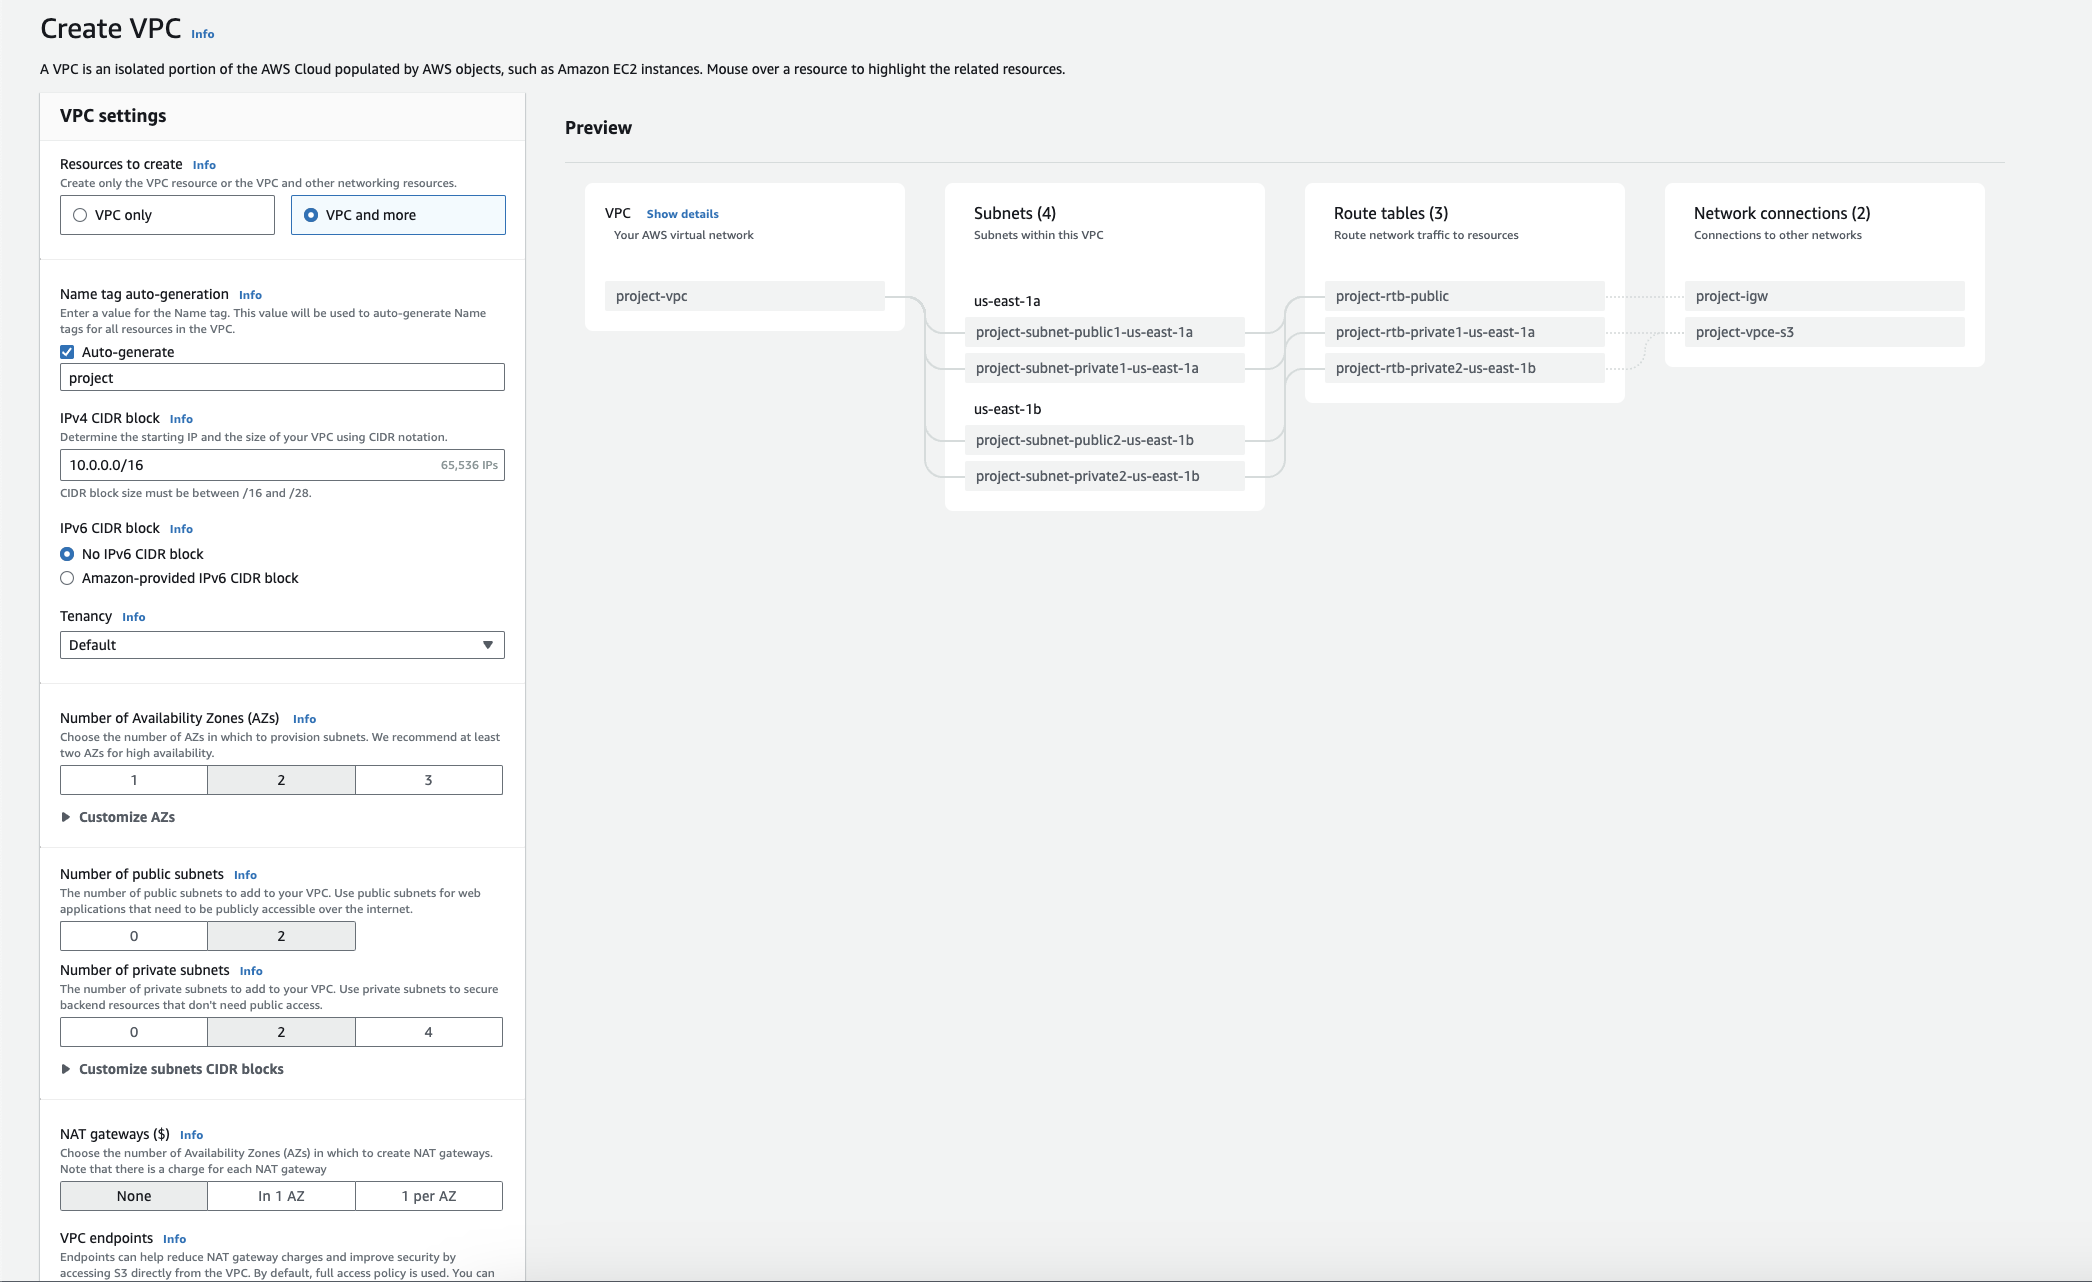 Create VPC Info
A VPC is an isolated portion of the AWS Cloud populated by AWS objects, such as Amazon EC2 instances. Mouse over a resource to highlight the related resources.
VPC settings
Resources to create Info
Create only the VPC resource or the VPC and other networking resources.
VPC only
VPC and more
Name tag auto-generation Info
Enter a value for the Name tag. This value will be used to auto-generate Name
tags for all resources in the VPC.
Auto-generate
project
IPv4 CIDR block Info
Determine the starting IP and the size of your VPC using CIDR notation.
10.0.0.0/16 65,536 IPs
CIDR block size must be between /16 and /28.
IPv6 CIDR block Info
No IPv6 CIDR block
Amazon-provided IPv6 CIDR block
Tenancy Info
Default
Number of Availability Zones (AZs) Info
Choose the number of AZs in which to provision subnets. We recommend at least
two AZs for high availability.
1 2 3
Customize AZs
Number of public subnets Info
The number of public subnets to add to your VPC. Use public subnets for web
applications that need to be publicly accessible over the internet.
0 2
Number of private subnets Info
The number of private subnets to add to your VPC. Use private subnets to secure
backend resources that don't need public access.
0 2 4
Customize subnets CIDR blocks
NAT gateways ($) Info
Choose the number of Availability Zones (AZs) in which to create NAT gateways.
Note that there is a charge for each NAT gateway
None In 1 AZ 1 per AZ
VPC endpoints Info
Endpoints can help reduce NAT gateway charges and improve security by
accessing S3 directly from the VPC. By default, full access policy is used. You can
Preview
VPC Show details
Your AWS virtual network
project-vpc
Subnets (4)
Subnets within this VPC
us-east-1a
project-subnet-public1-us-east-1a
project-subnet-private1-us-east-1a
us-east-1b
project-subnet-public2-us-east-1b
project-subnet-private2-us-east-1b
Route tables (3)
Route network traffic to resources
project-rtb-public
project-rtb-private1-us-east-1a
project-rtb-private2-us-east-1b
Network connections (2)
Connections to other networks
project-igw
project-vpce-s3